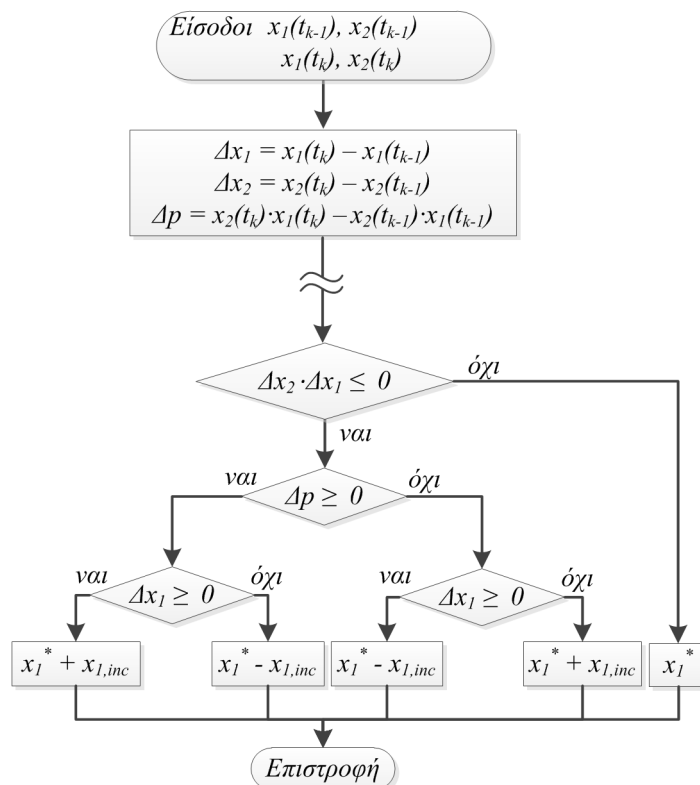 Είσοδοι x₁(tₖ₋₁), x₂(tₖ₋₁)
x₁(tₖ), x₂(tₖ)
Δx₁ = x₁(tₖ) – x₁(tₖ₋₁)
Δx₂ = x₂(tₖ) – x₂(tₖ₋₁)
Δp = x₂(tₖ)·x₁(tₖ) – x₂(tₖ₋₁)·x₁(tₖ₋₁)
Δx₂·Δx₁ ≤ 0
όχι
ναι
ναι
Δp ≥ 0
όχι
ναι
Δx₁ ≥ 0
όχι
ναι
Δx₁ ≥ 0
όχι
x₁* + x₁,inc
x₁* - x₁,inc
x₁* - x₁,inc
x₁* + x₁,inc
x₁*
Επιστροφή